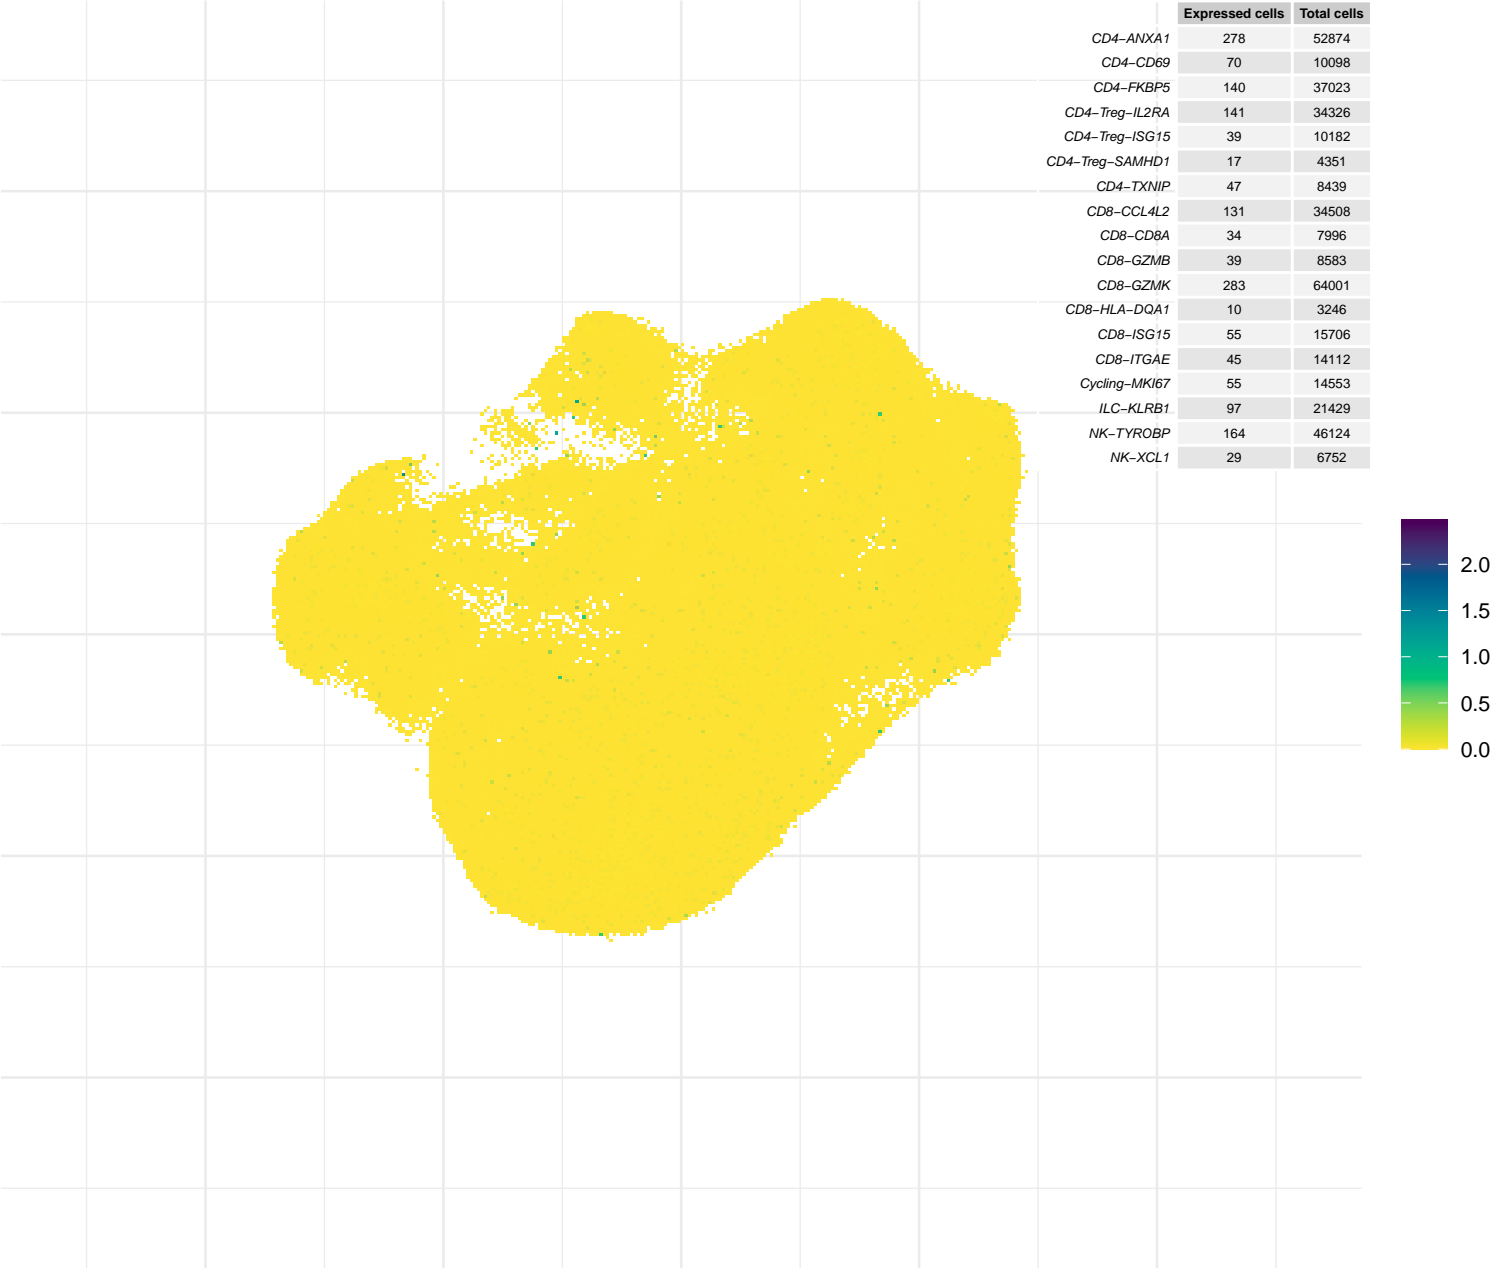 Expressed cells Total cells
CD4−ANXA1 278 52874
CD4−CD69 70 10098
CD4−FKBP5 140 37023
CD4−Treg−IL2RA 141 34326
CD4−Treg−ISG15 39 10182
CD4−Treg−SAMHD1 17 4351
CD4−TXNIP 47 8439
CD8−CCL4L2 131 34508
CD8−CD8A 34 7996
CD8−GZMB 39 8583
CD8−GZMK 283 64001
CD8−HLA−DQA1 10 3246
CD8−ISG15 55 15706
CD8−ITGAE 45 14112
Cycling−MKI67 55 14553
ILC−KLRB1 97 21429
NK−TYROBP 164 46124
NK−XCL1 29 6752
2.0
1.5
1.0
0.5
0.0